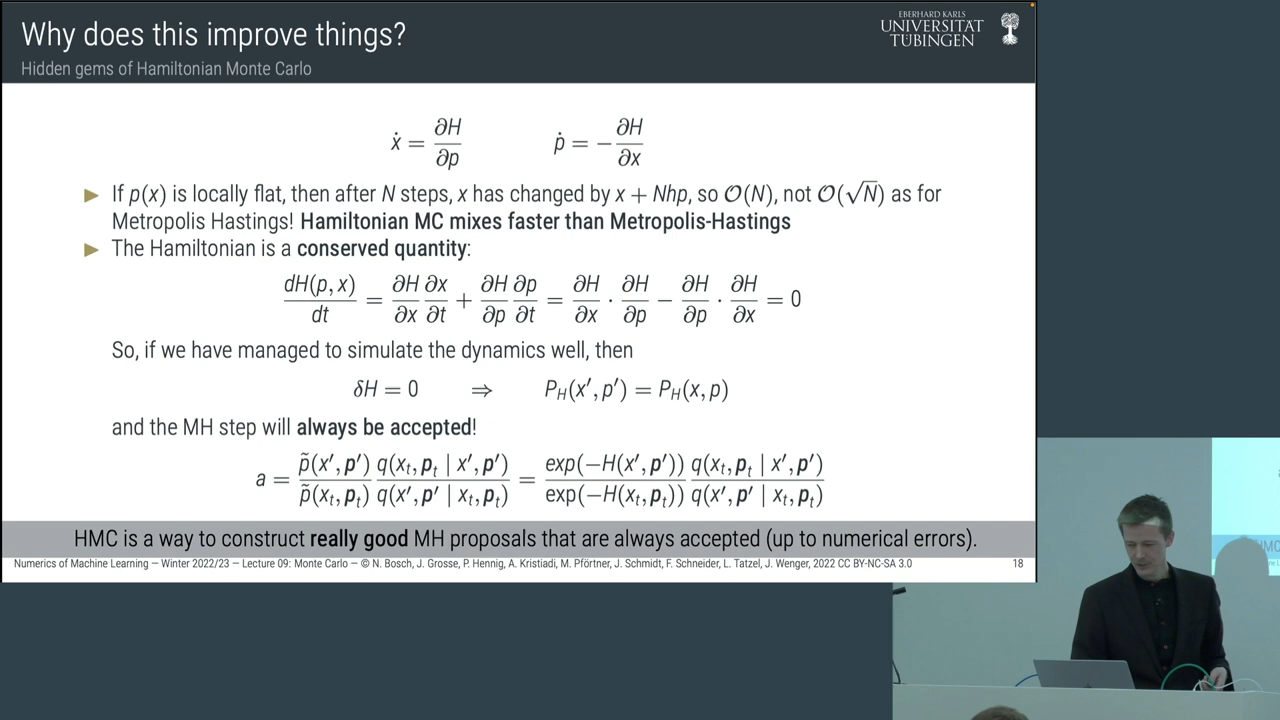 Why does this improve things?
Hidden gems of Hamiltonian Monte Carlo
EBERHARD KARLS
UNIVERSITÄT
TÜBINGEN
ẋ = ∂H/∂p    ṗ = −∂H/∂x
▶ If p(x) is locally flat, then after N steps, x has changed by x + Nhp, so 𝒪(N), not 𝒪(√N) as for
Metropolis Hastings! Hamiltonian MC mixes faster than Metropolis-Hastings
▶ The Hamiltonian is a conserved quantity:
dH(p, x)/dt = ∂H/∂x ∂x/∂t + ∂H/∂p ∂p/∂t = ∂H/∂x · ∂H/∂p − ∂H/∂p · ∂H/∂x = 0
So, if we have managed to simulate the dynamics well, then
δH = 0    ⇒    P_H(x′, p′) = P_H(x, p)
and the MH step will always be accepted!
a = p̃(x′, p′)/p̃(x_t, p_t) q(x_t, p_t | x′, p′)/q(x′, p′ | x_t, p_t) = exp(−H(x′, p′))/exp(−H(x_t, p_t)) q(x_t, p_t | x′, p′)/q(x′, p′ | x_t, p_t)
HMC is a way to construct really good MH proposals that are always accepted (up to numerical errors).
Numerics of Machine Learning — Winter 2022/23 — Lecture 09: Monte Carlo — © N. Bosch, J. Grosse, P. Hennig, A. Kristiadi, M. Pförtner, J. Schmidt, F. Schneider, L. Tatzel, J. Wenger, 2022 CC BY-NC-SA 3.0
18